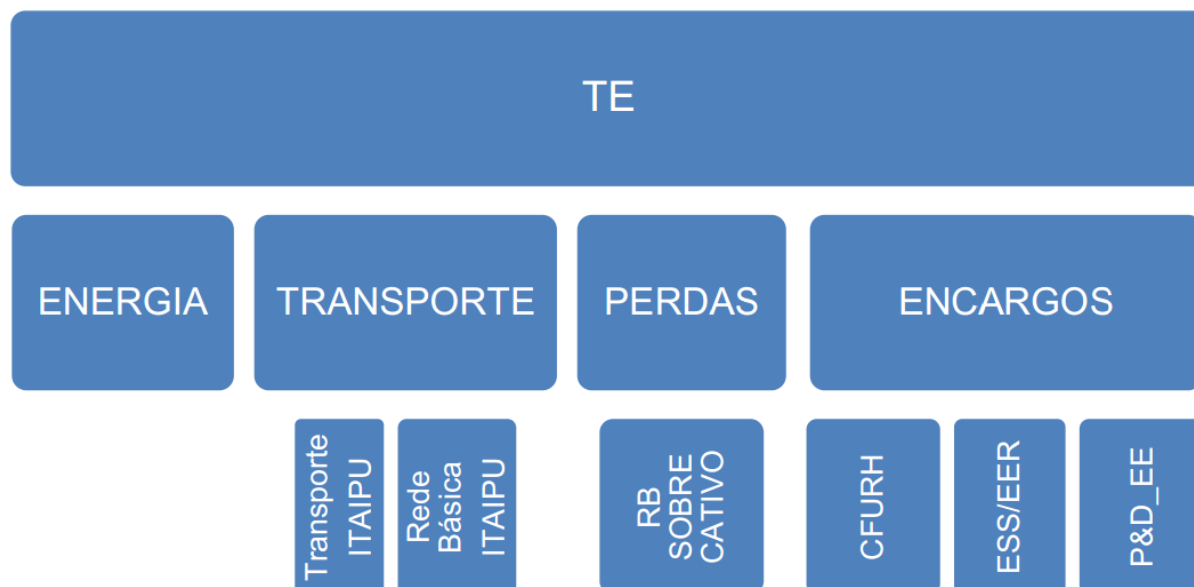 TE
ENERGIA
TRANSPORTE
PERDAS
ENCARGOS
Transporte
ITAIPU
Rede
Básica
ITAIPU
RB
SOBRE
CATIVO
CFURH
ESS/EER
P&D_EE